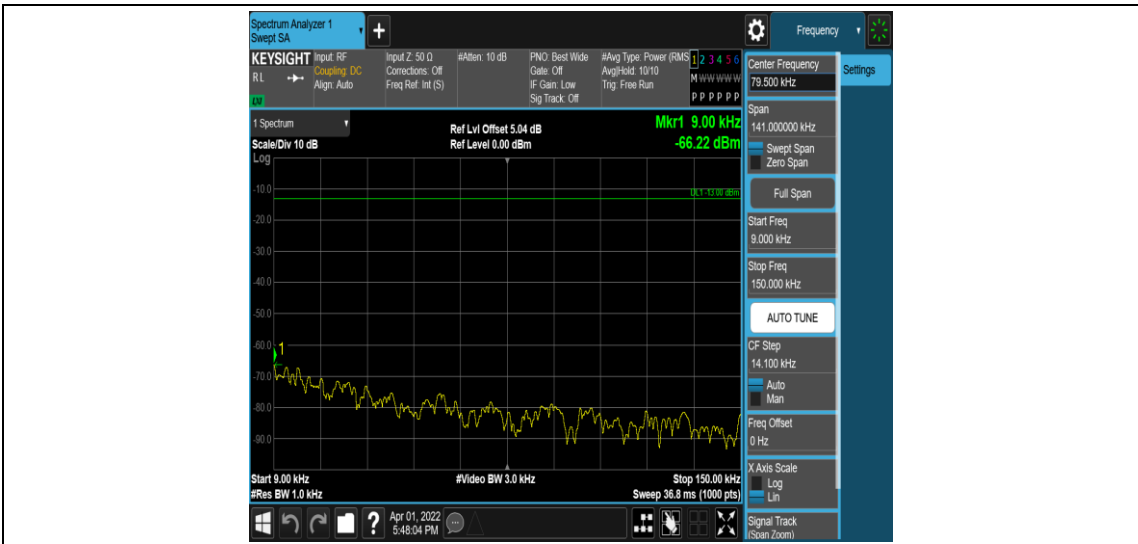 Spectrum Analyzer 1
Swept SA
+
Frequency
KEYSIGHT
RL
Input: RF
Coupling: DC
Align: Auto
Input Z: 50 Ω
Corrections: Off
Freq Ref: Int (S)
#Atten: 10 dB
PNO: Best Wide
Gate: Off
IF Gain: Low
Sig Track: Off
#Avg Type: Power (RMS
Avg|Hold: 10/10
Trig: Free Run
1 2 3 4 5 6
M W W W W W
P P P P P P
1 Spectrum
Scale/Div 10 dB
Log
Ref Lvl Offset 5.04 dB
Ref Level 0.00 dBm
Mkr1 9.00 kHz
-66.22 dBm
DL1 -13.00 dBm
-10.0
-20.0
-30.0
-40.0
-50.0
-60.0
1
-70.0
-80.0
-90.0
Start 9.00 kHz
#Res BW 1.0 kHz
#Video BW 3.0 kHz
Stop 150.00 kHz
Sweep 36.8 ms (1000 pts)
?
Apr 01, 2022
5:48:04 PM
Center Frequency
79.500 kHz
Settings
Span
141.000000 kHz
Swept Span
Zero Span
Full Span
Start Freq
9.000 kHz
Stop Freq
150.000 kHz
AUTO TUNE
CF Step
14.100 kHz
Auto
Man
Freq Offset
0 Hz
X Axis Scale
Log
Lin
Signal Track
(Span Zoom)